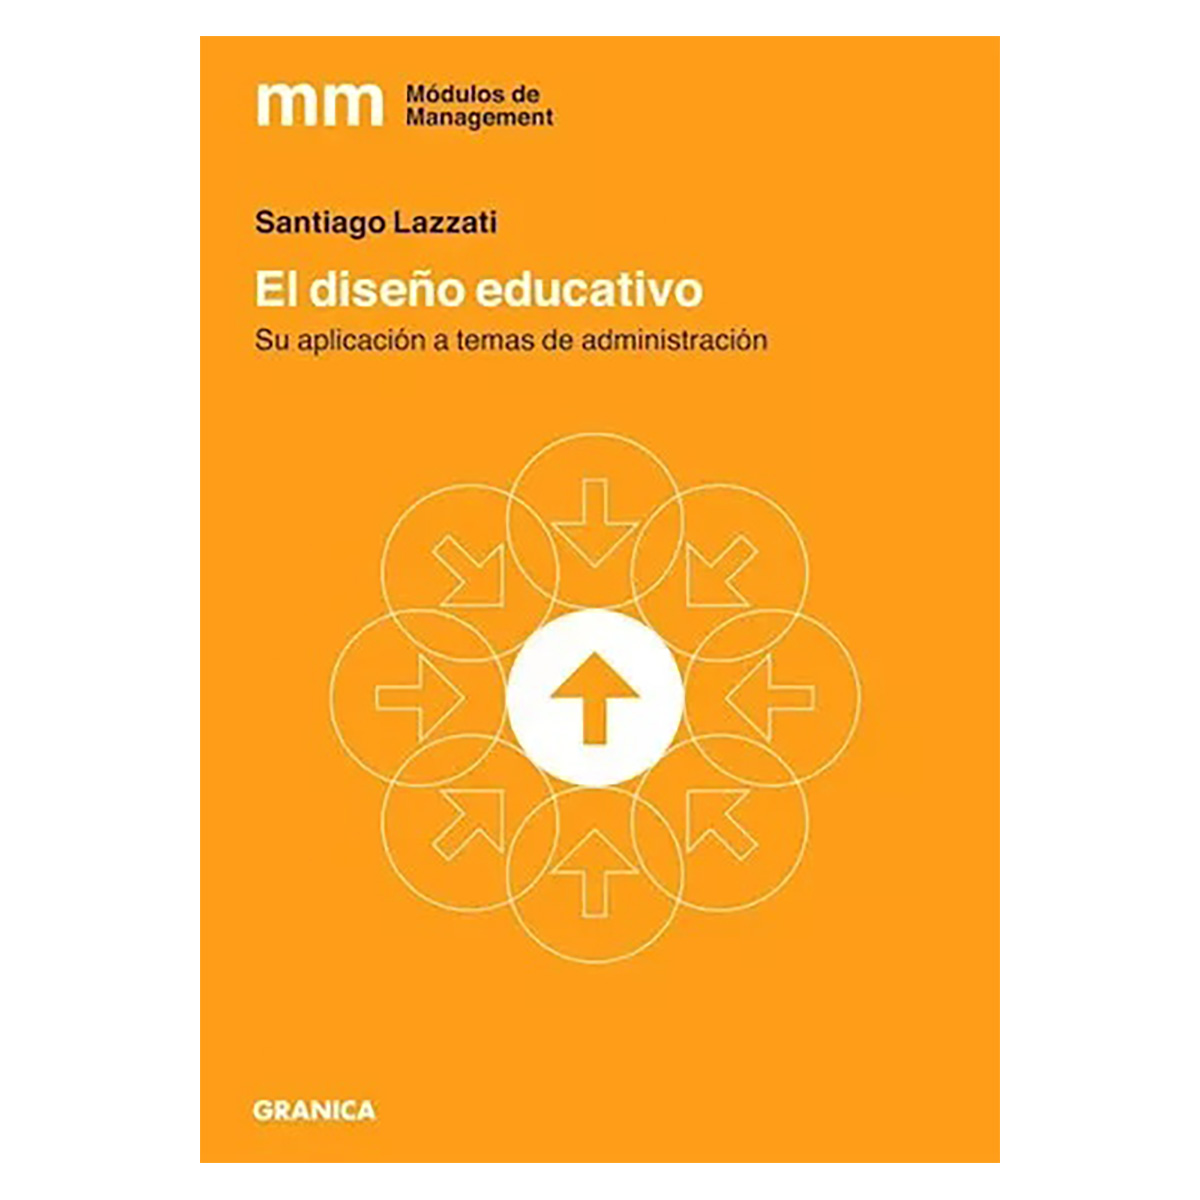 mm Módulos de
Management
Santiago Lazzati
El diseño educativo
Su aplicación a temas de administración
GRANICA